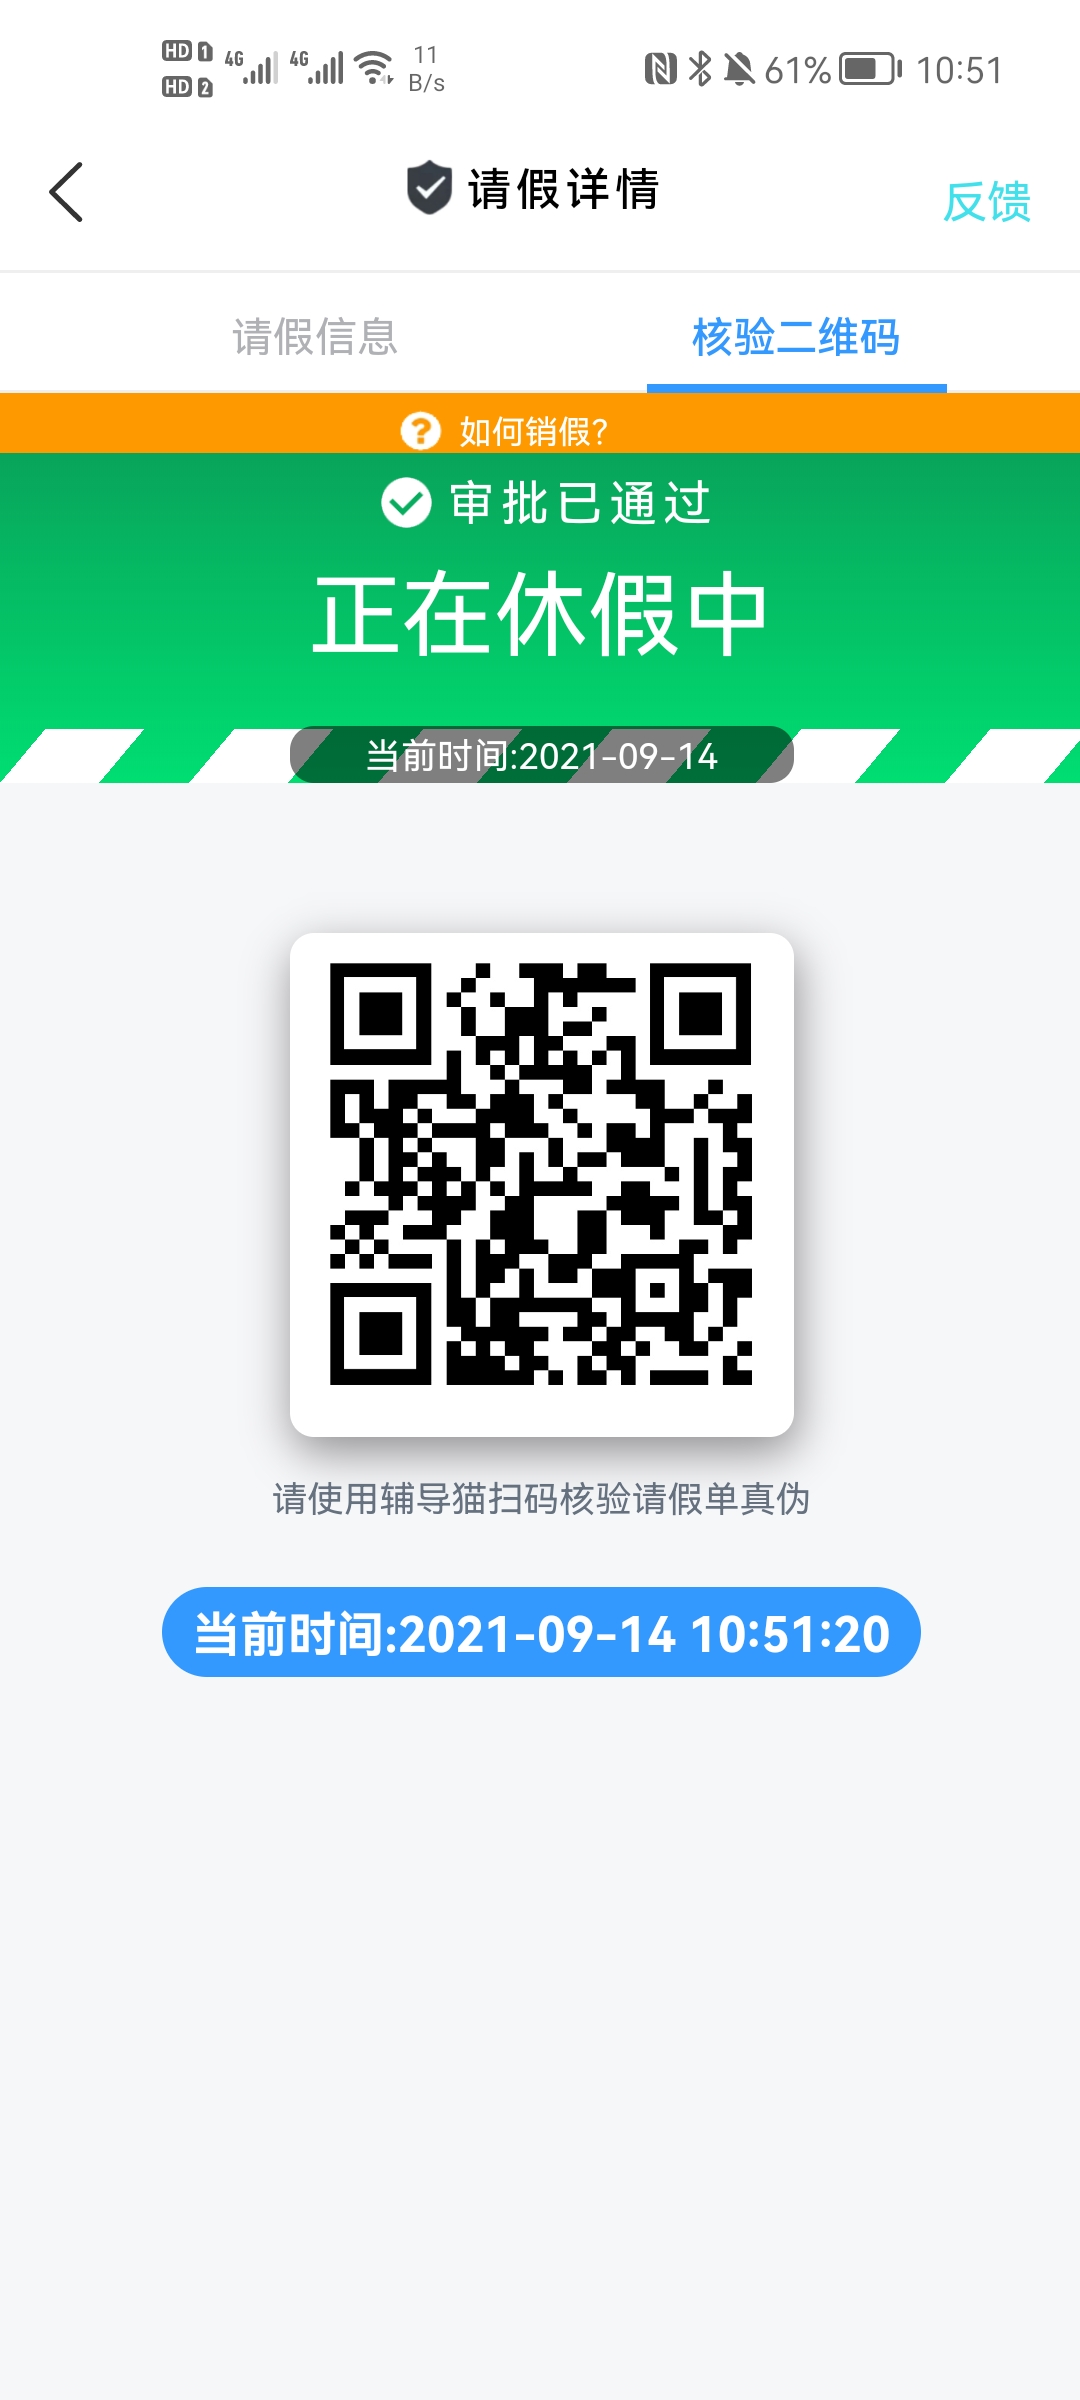 HD 1 4G 4G 11 61% 10:51
HD 2 B/s
请假详情
反馈
请假信息 核验二维码
如何销假?
审批已通过
正在休假中
当前时间:2021-09-14
请使用辅导猫扫码核验请假单真伪
当前时间:2021-09-14 10:51:20